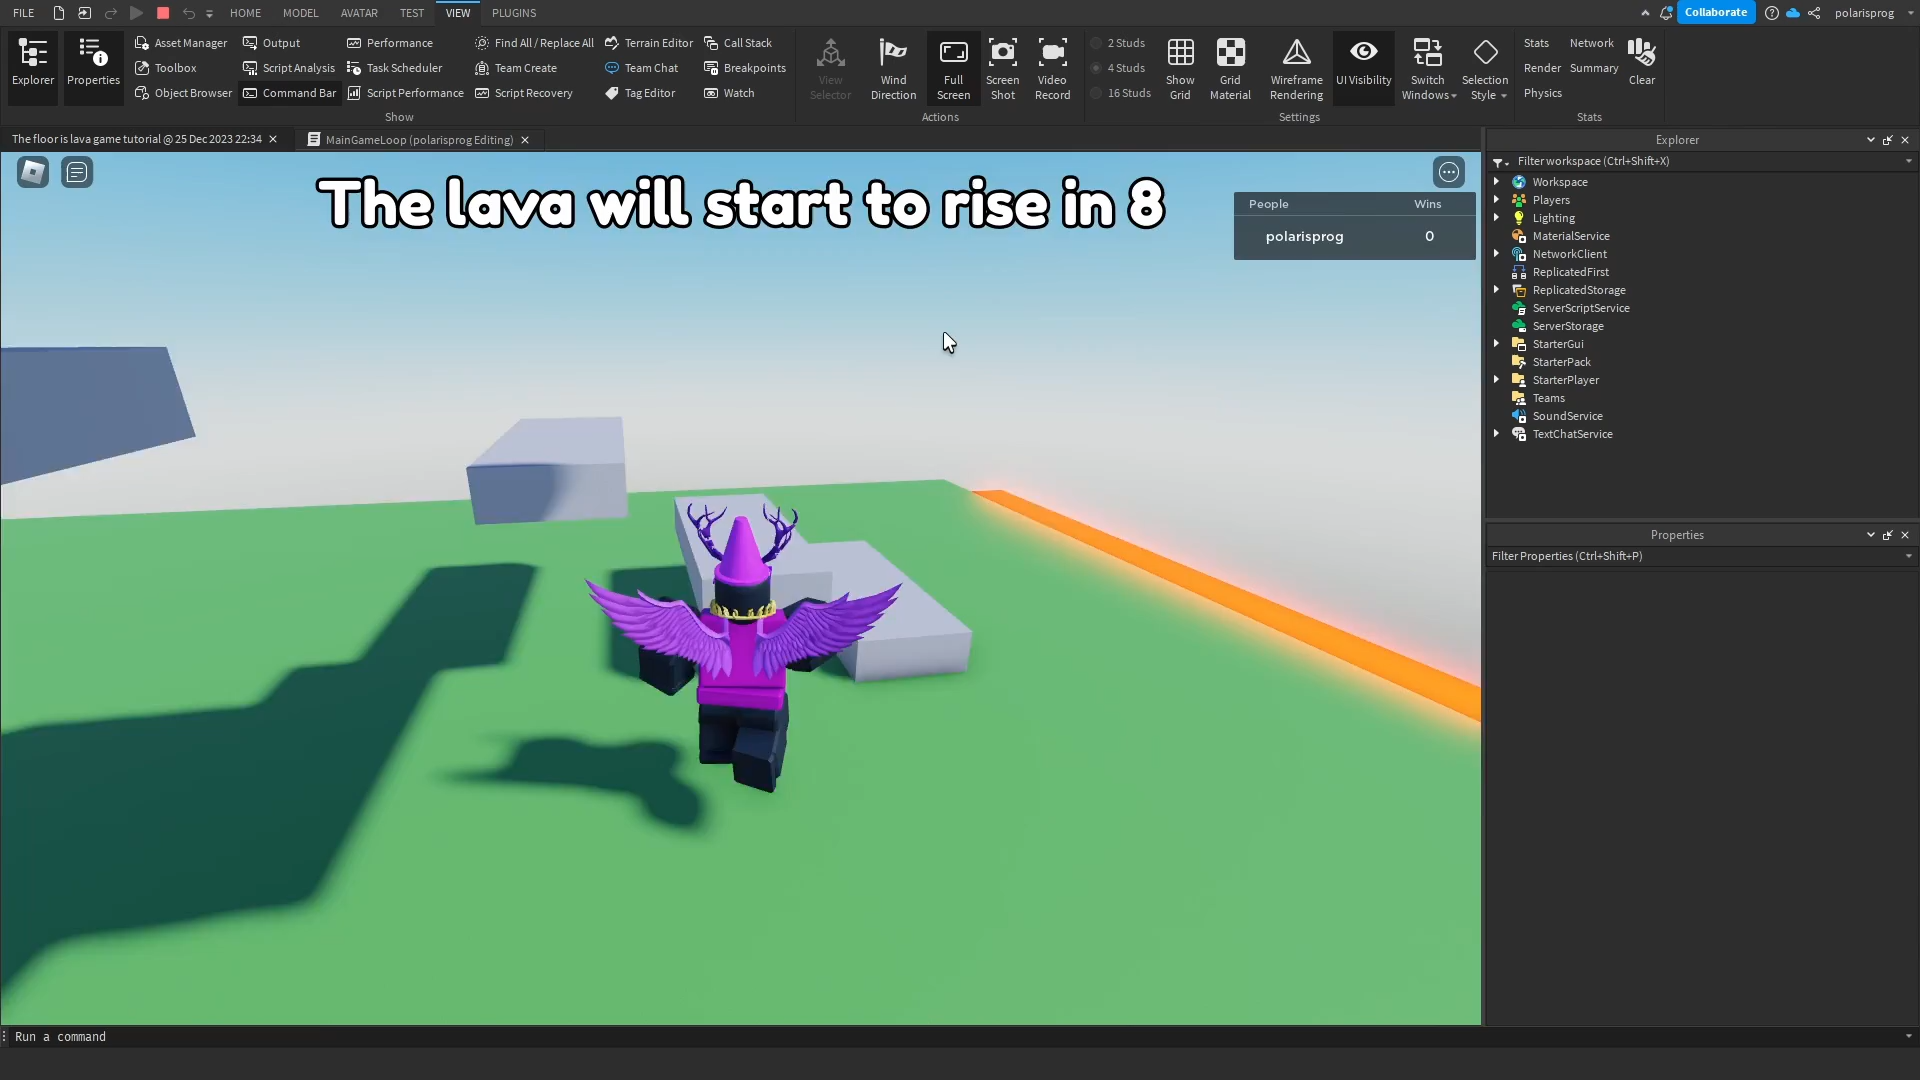 FILE HOME MODEL AVATAR TEST VIEW PLUGINS Collaborate polarisprog
Explorer
Properties
Asset Manager
Toolbox
Object Browser
Output
Script Analysis
Command Bar
Performance
Task Scheduler
Script Performance
Find All / Replace All
Team Create
Script Recovery
Terrain Editor
Team Chat
Tag Editor
Call Stack
Breakpoints
Watch
Show
View
Selector
Wind
Direction
Full
Screen
Screen
Shot
Video
Record
Actions
2 Studs
4 Studs
16 Studs
Show
Grid
Grid
Material
Wireframe
Rendering
UI Visibility
Switch
Windows
Selection
Style
Settings
Stats
Render
Physics
Network
Summary
Clear
Stats
The floor is lava game tutorial @ 25 Dec 2023 22:34
MainGameLoop (polarisprog Editing)
The lava will start to rise in 8
People Wins
polarisprog 0
Explorer
Filter workspace (Ctrl+Shift+X)
Workspace
Players
Lighting
MaterialService
NetworkClient
ReplicatedFirst
ReplicatedStorage
ServerScriptService
ServerStorage
StarterGui
StarterPack
StarterPlayer
Teams
SoundService
TextChatService
Properties
Filter Properties (Ctrl+Shift+P)
Run a command